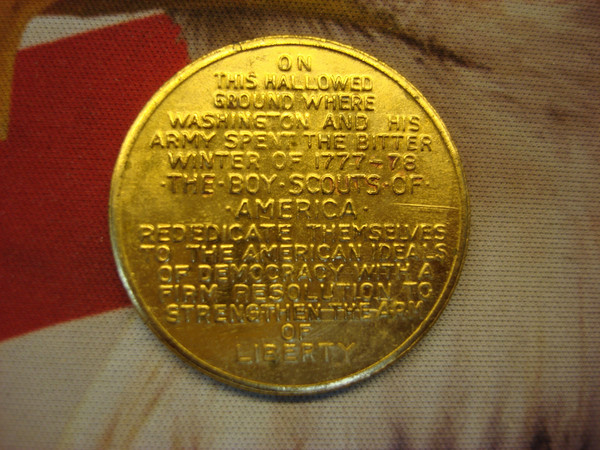 ON
THIS HALLOWED
GROUND WHERE
WASHINGTON AND HIS
ARMY SPENT THE BITTER
WINTER OF 1777-78
·THE·BOY·SCOUTS·OF·
·AMERICA·
REDEDICATE THEMSELVES
TO THE AMERICAN IDEALS
OF DEMOCRACY WITH A
FIRM RESOLUTION TO
STRENGTHEN THE ARM
OF
LIBERTY